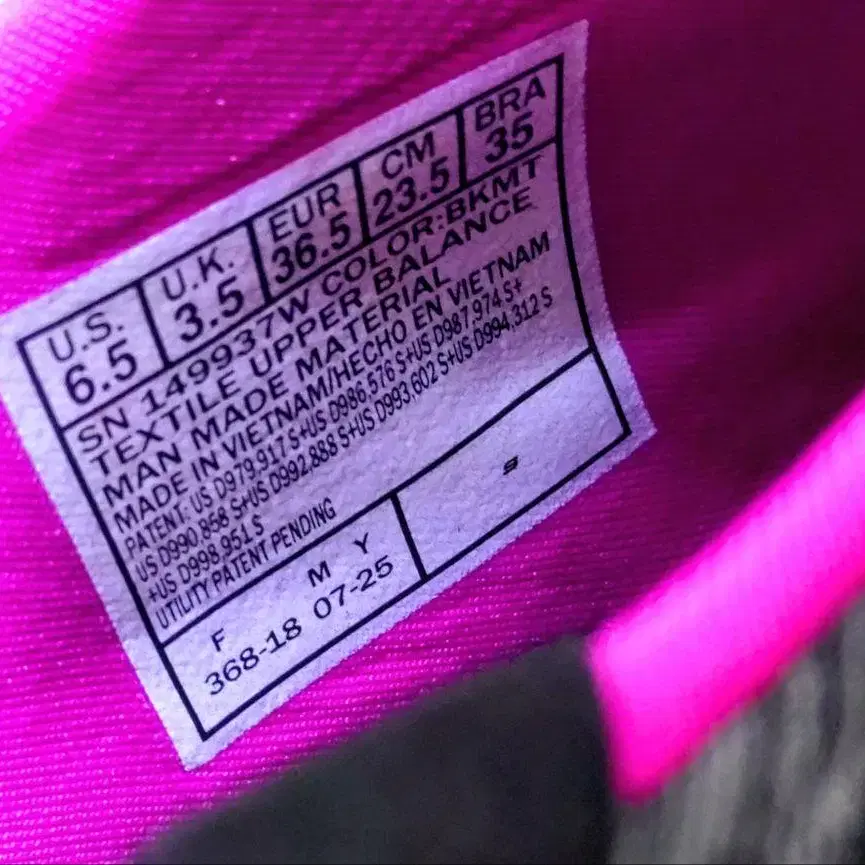 U.S. U.K. EUR CM BRA
6.5 3.5 36.5 23.5 35
SN 149937W COLOR:BKMT
TEXTILE UPPER BALANCE
MAN MADE MATERIAL
MADE IN VIETNAM/HECHO EN VIETNAM
PATENT: US D979,917 S+US D986,576 S+US D987,974 S+
US D990,858 S+US D992,888 S+US D993,602 S+US D994,312 S
+US D998,951 S
UTILITY PATENT PENDING
F M Y
368-18 07-25